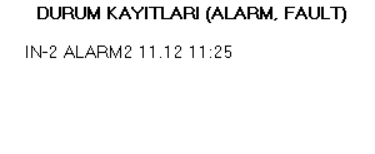 DURUM KAYITLARI (ALARM, FAULT)
IN-2 ALARM2 11.12 11:25